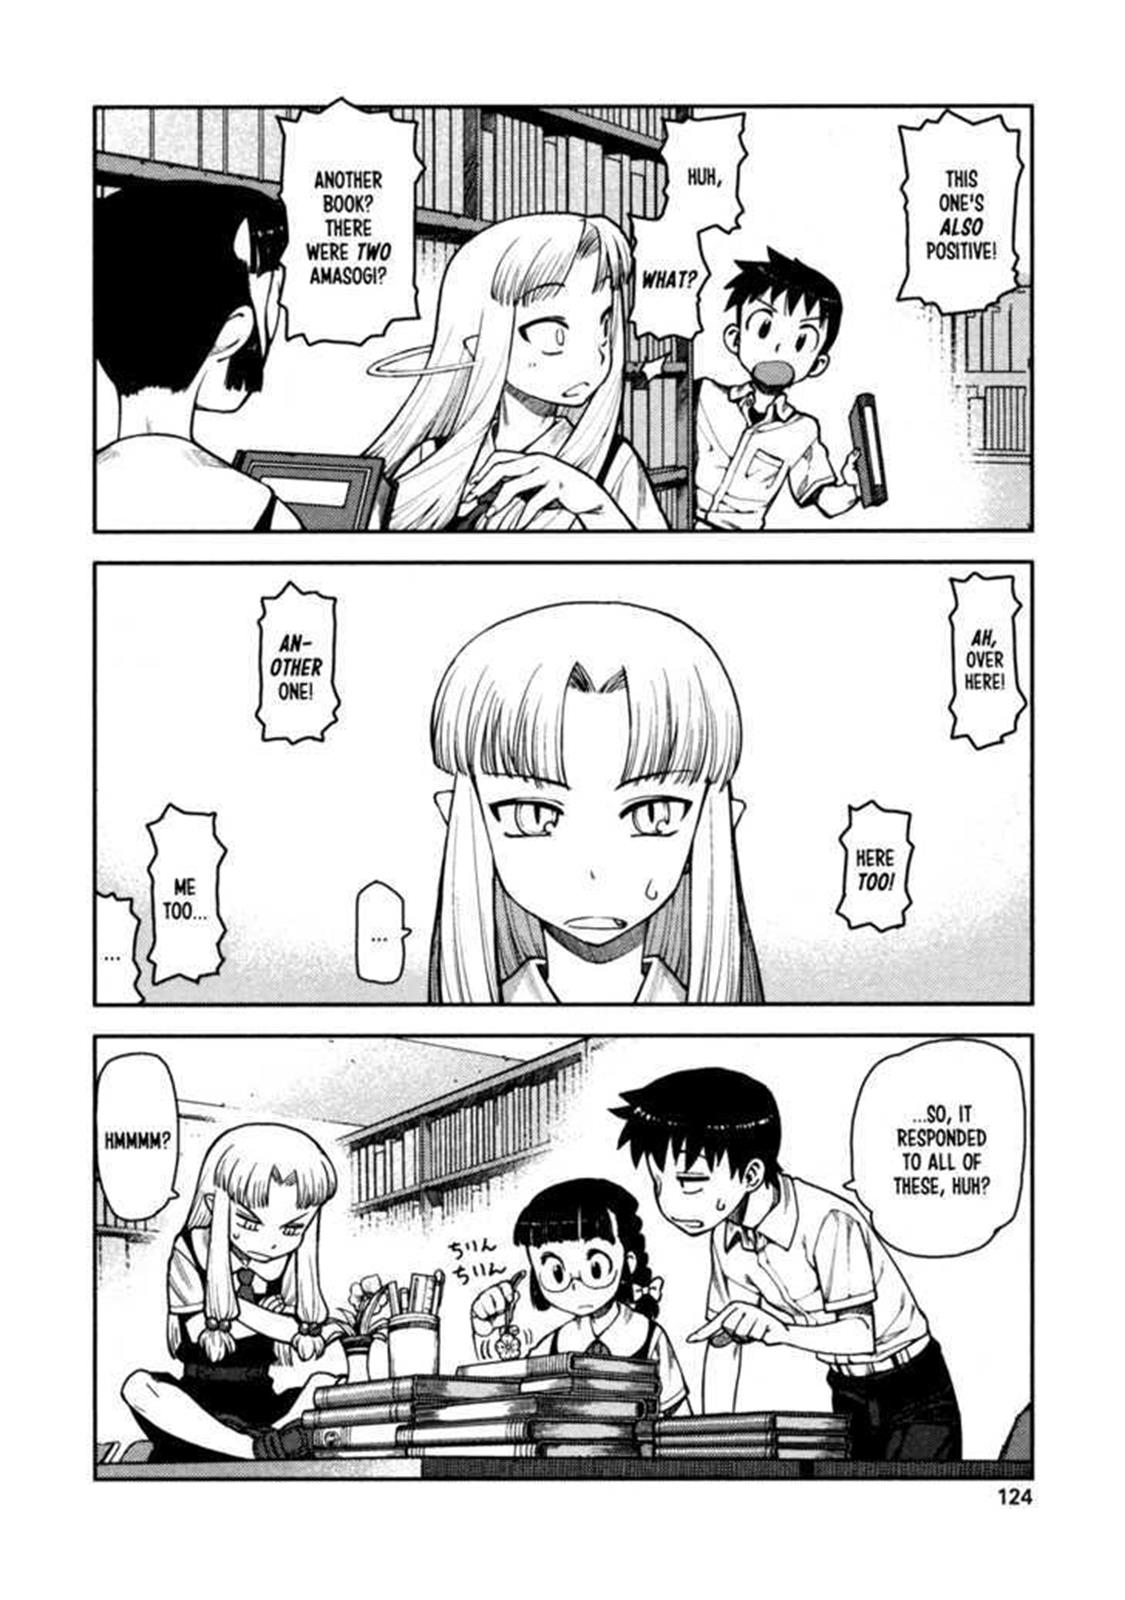 THIS
ONE'S
ALSO
POSITIVE!
HUH,
WHAT?
ANOTHER
BOOK?
THERE
WERE TWO
AMASOGI?
AH,
OVER
HERE!
HERE
TOO!
AN-
OTHER
ONE!
...
ME
TOO...
...
...SO, IT
RESPONDED
TO ALL OF
THESE, HUH?
ちりん
ちりん
HMMMM?
124